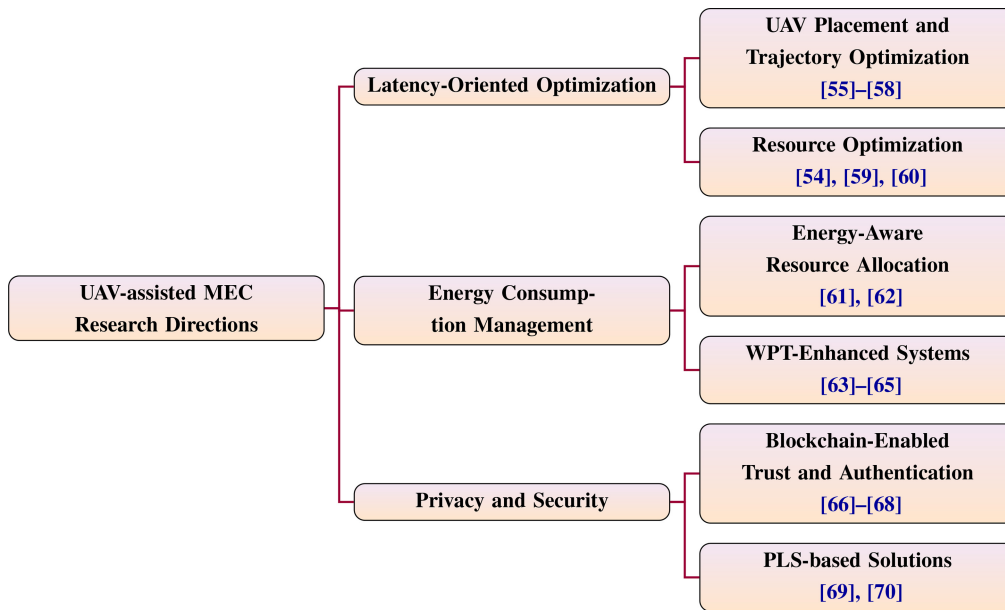 UAV-assisted MEC
Research Directions
Latency-Oriented Optimization
UAV Placement and
Trajectory Optimization
[55]–[58]
Resource Optimization
[54], [59], [60]
Energy Consump-
tion Management
Energy-Aware
Resource Allocation
[61], [62]
WPT-Enhanced Systems
[63]–[65]
Privacy and Security
Blockchain-Enabled
Trust and Authentication
[66]–[68]
PLS-based Solutions
[69], [70]